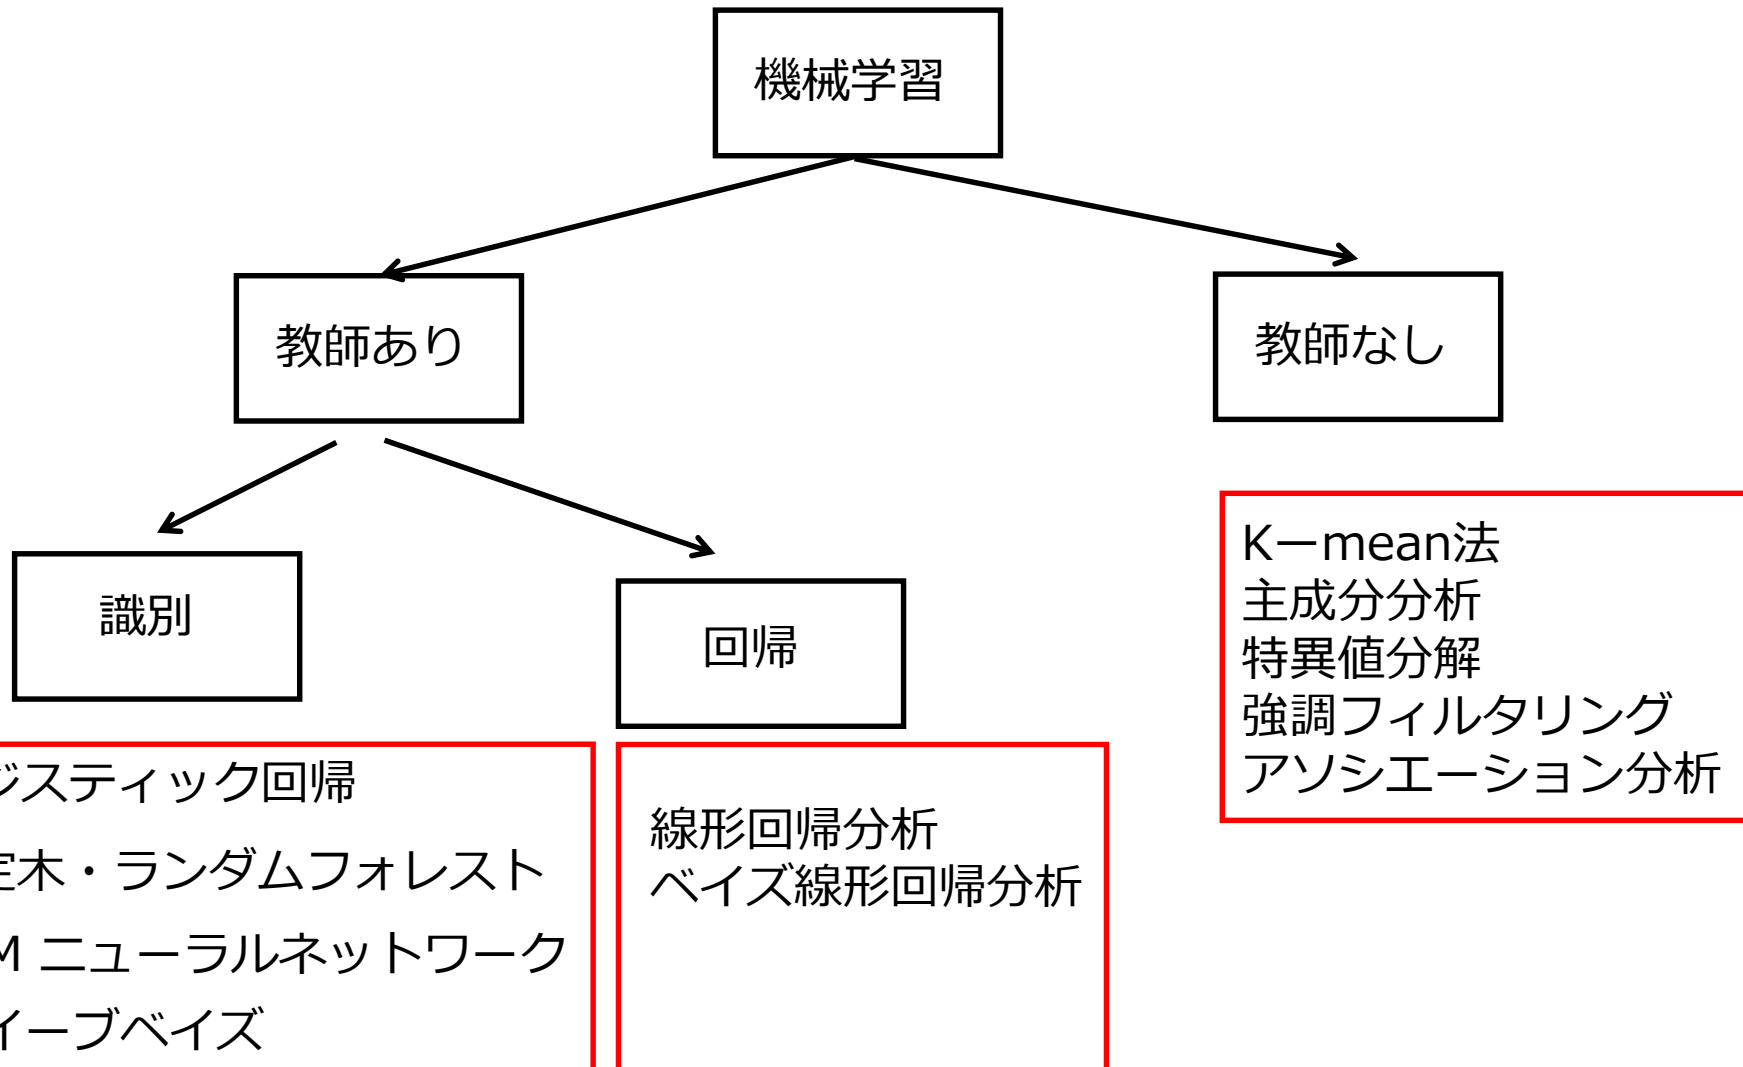 機械学習
教師あり
教師なし
識別
回帰
Kーmean法
主成分分析
特異値分解
強調フィルタリング
アソシエーション分析
ジスティック回帰
木・ランダムフォレスト
M ニューラルネットワーク
イーブベイズ
線形回帰分析
ベイズ線形回帰分析